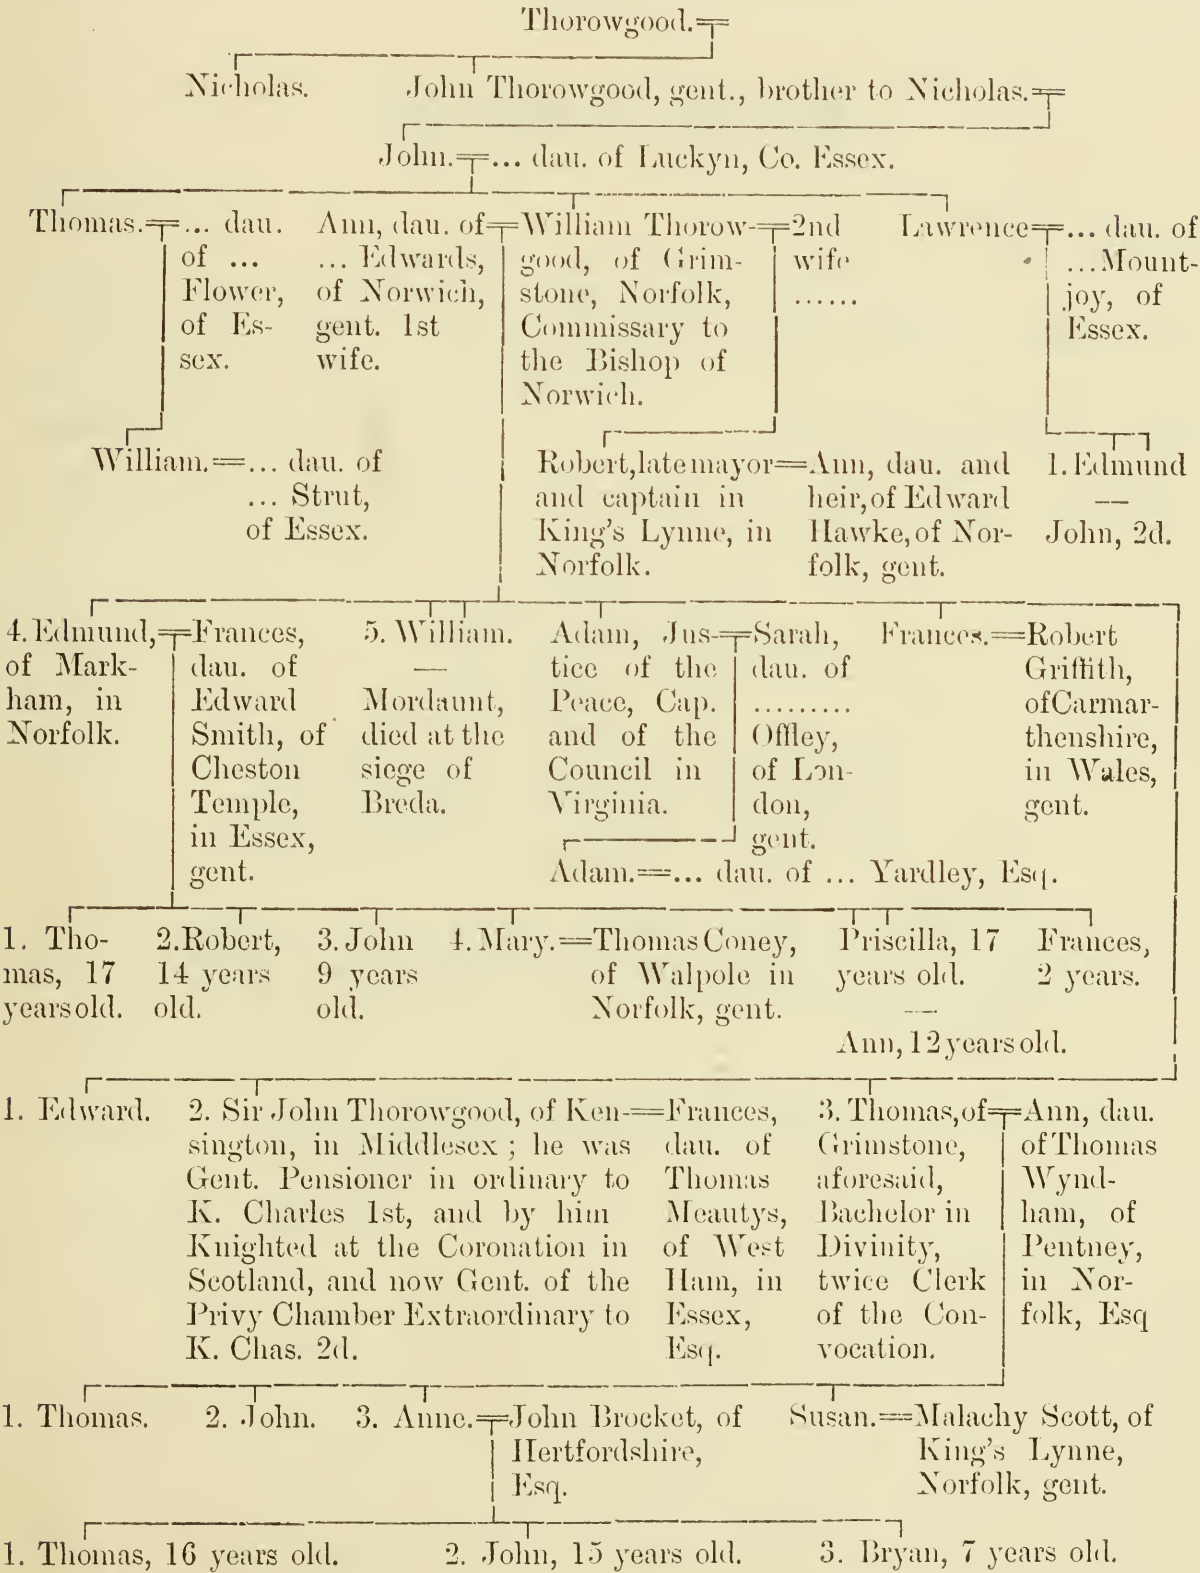 Thorowgood.
Nicholas. John Thorowgood, gent., brother to Nicholas.
John.=... dau. of Luckyn, Co. Essex.
Thomas.=... dau.
of ...
Flower,
of Es-
sex.
Ann, dau. of
... Edwards,
of Norwich,
gent. 1st
wife.
=William Thorow-
good, of Grim-
stone, Norfolk,
Commissary to
the Bishop of
Norwich.
=2nd
wife
......
Lawrence=... dau. of
...Mount-
joy, of
Essex.
William.=... dau. of
... Strut,
of Essex.
Robert, late mayor
and captain in
King's Lynne, in
Norfolk.
=Ann, dau. and
heir, of Edward
Hawke, of Nor-
folk, gent.
1. Edmund
—
John, 2d.
4. Edmund,
of Mark-
ham, in
Norfolk.
=Frances,
dau. of
Edward
Smith, of
Cheston
Temple,
in Essex,
gent.
5. William.
—
Mordaunt,
died at the
siege of
Breda.
Adam, Jus-
tice of the
Peace, Cap.
and of the
Council in
Virginia.
=Sarah,
dau. of
.........
Offley,
of Lon-
don,
gent.
Frances.=Robert
Griffith,
of Carmar-
thenshire,
in Wales,
gent.
Adam.=... dau. of ... Yardley, Esq.
1. Tho-
mas, 17
years old.
2. Robert,
14 years
old.
3. John
9 years
old.
4. Mary.=Thomas Coney,
of Walpole in
Norfolk, gent.
Priscilla, 17
years old.
—
Ann, 12 years old.
Frances,
2 years.
1. Edward.
2. Sir John Thorowgood, of Ken-
sington, in Middlesex; he was
Gent. Pensioner in ordinary to
K. Charles 1st, and by him
Knighted at the Coronation in
Scotland, and now Gent. of the
Privy Chamber Extraordinary to
K. Chas. 2d.
=Frances,
dau. of
Thomas
Meautys,
of West
Ham, in
Essex,
Esq.
3. Thomas, of
Grimstone,
aforesaid,
Bachelor in
Divinity,
twice Clerk
of the Con-
vocation.
=Ann, dau.
of Thomas
Wynd-
ham, of
Pentney,
in Nor-
folk, Esq
1. Thomas. 2. John. 3. Anne.=John Brocket, of
Hertfordshire,
Esq.
Susan.=Malachy Scott, of
King's Lynne,
Norfolk, gent.
1. Thomas, 16 years old. 2. John, 15 years old. 3. Bryan, 7 years old.